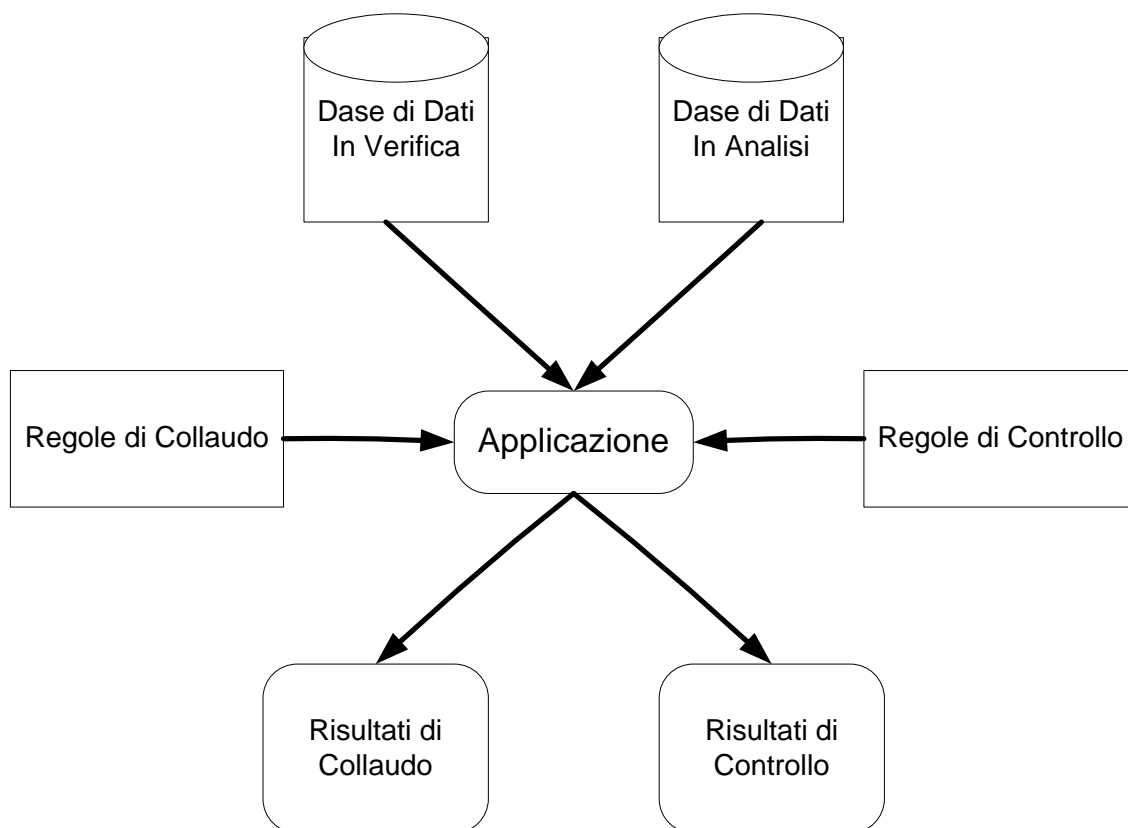 Dase di Dati
In Verifica
Dase di Dati
In Analisi
Regole di Collaudo
Applicazione
Regole di Controllo
Risultati di
Collaudo
Risultati di
Controllo